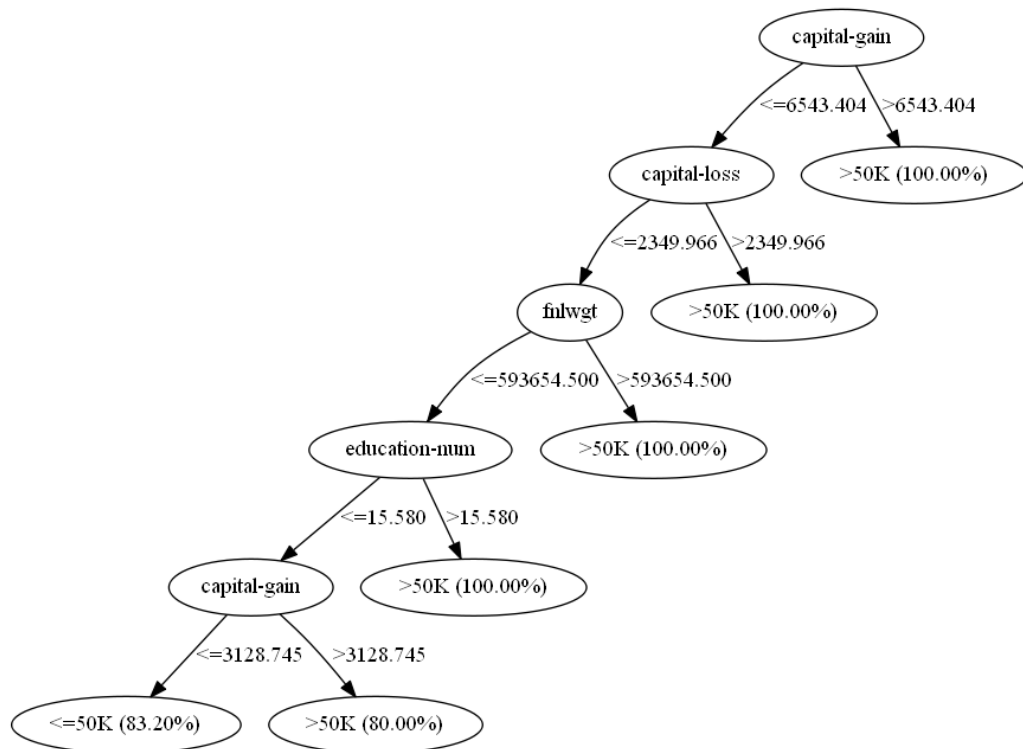 capital-gain
<=6543.404
>6543.404
capital-loss
>50K (100.00%)
<=2349.966
>2349.966
fnlwgt
>50K (100.00%)
<=593654.500
>593654.500
education-num
>50K (100.00%)
<=15.580
>15.580
capital-gain
>50K (100.00%)
<=3128.745
>3128.745
<=50K (83.20%)
>50K (80.00%)